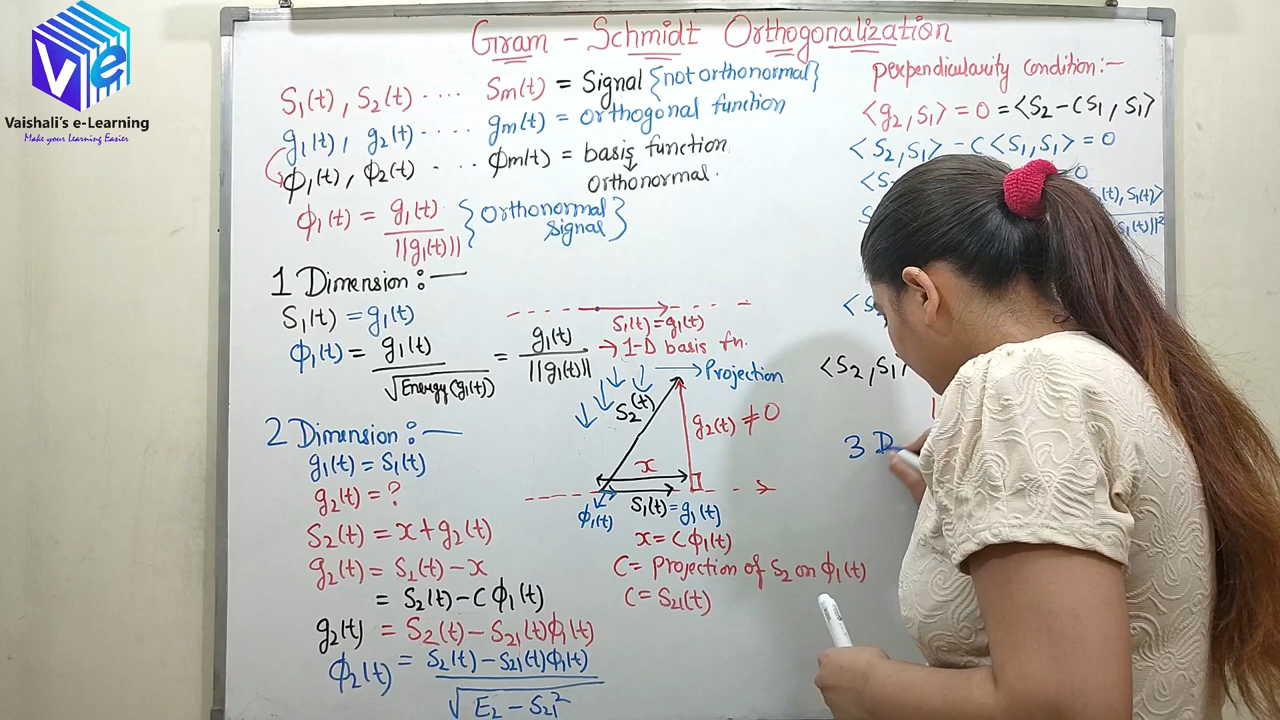 Ve
Vaishali's e-Learning
Make your Learning Easier
Gram - Schmidt Orthogonalization
S₁(t), S₂(t) .... Sm(t) = Signal {not orthonormal}
g₁(t), g₂(t) .... gm(t) = orthogonal function
ϕ₁(t), ϕ₂(t) ... ϕm(t) = basis function
↓
Orthonormal.
ϕ₁(t) = g₁(t) / ||g₁(t)|| {Orthonormal signal}
1 Dimension :—
S₁(t) = g₁(t)
ϕ₁(t) = g₁(t) / √Energy(g₁(t)) = g₁(t) / ||g₁(t)||
S₁(t) = g₁(t)
→ 1-D basis fn.
→ Projection
S₂(t)
g₂(t) ≠ 0
x
ϕ₁(t)
S₁(t) = g₁(t)
2 Dimension :—
g₁(t) = S₁(t)
g₂(t) = ?
S₂(t) = x + g₂(t)
g₂(t) = S₂(t) - x
= S₂(t) - C ϕ₁(t)
g₂(t) = S₂(t) - S₂₁(t)ϕ₁(t)
ϕ₂(t) = S₂(t) - S₂₁(t)ϕ₁(t) / √E₂ - S₂₁²
x = Cϕ₁(t)
C = Projection of S₂ on ϕ₁(t)
C = S₂₁(t)
perpendicularity condition :—
<g₂, S₁> = 0 = <S₂ - CS₁, S₁>
<S₂, S₁> - C <S₁, S₁> = 0
0
(t), S₁(t)>
S₁(t)||²
<S₂, S₁>
3 D